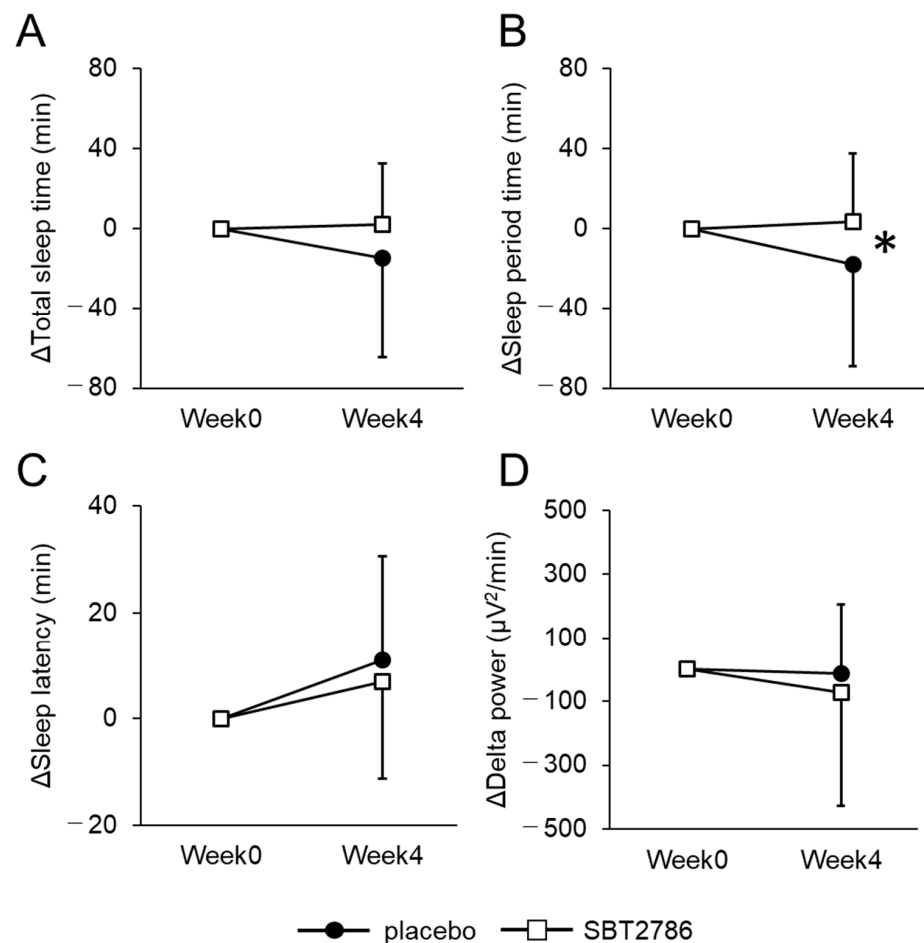 A
ΔTotal sleep time (min)
80
40
0
−40
−80
Week0 Week4
B
ΔSleep period time (min)
80
40
0
−40
−80
*
Week0 Week4
C
ΔSleep latency (min)
40
20
0
−20
Week0 Week4
D
ΔDelta power (μV²/min)
500
300
100
−100
−300
−500
Week0 Week4
placebo SBT2786